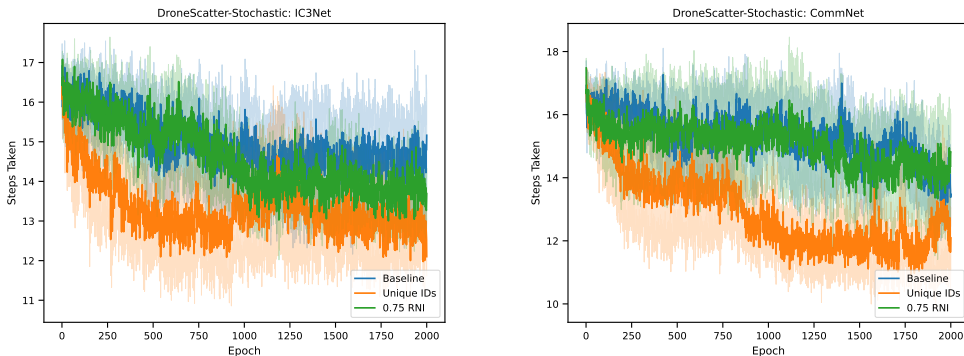 DroneScatter-Stochastic: IC3Net
Steps Taken
17
16
15
14
13
12
11
0 250 500 750 1000 1250 1500 1750 2000
Epoch
Baseline
Unique IDs
0.75 RNI
DroneScatter-Stochastic: CommNet
Steps Taken
18
16
14
12
10
0 250 500 750 1000 1250 1500 1750 2000
Epoch
Baseline
Unique IDs
0.75 RNI